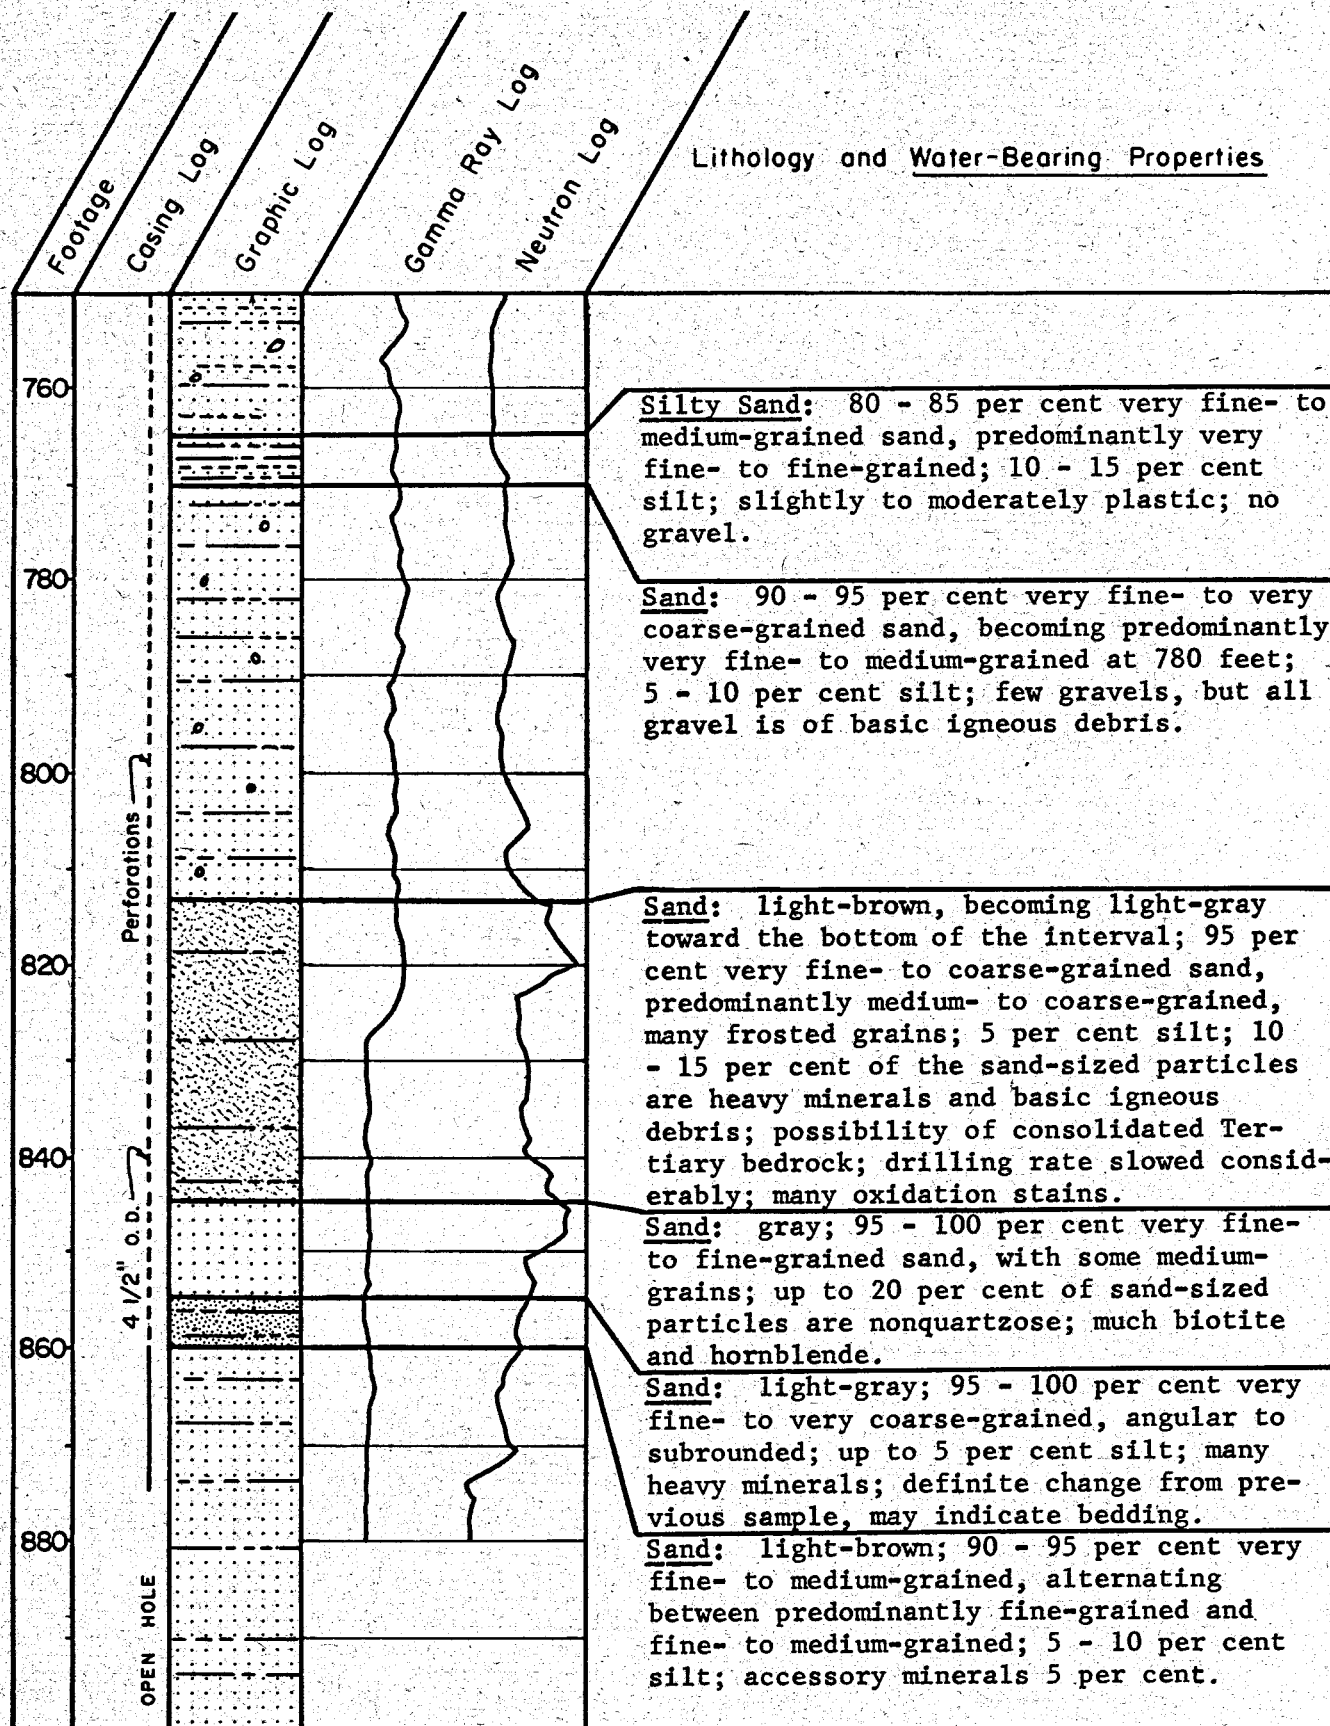 Footage
Casing Log
Graphic Log
Gamma Ray Log
Neutron Log
Lithology and Water-Bearing Properties
760
780
800
820
840
860
880
Perforations
4 1/2" O. D.
OPEN HOLE
Silty Sand: 80 - 85 per cent very fine- to
medium-grained sand, predominantly very
fine- to fine-grained; 10 - 15 per cent
silt; slightly to moderately plastic; no
gravel.
Sand: 90 - 95 per cent very fine- to very
coarse-grained sand, becoming predominantly
very fine- to medium-grained at 780 feet;
5 - 10 per cent silt; few gravels, but all
gravel is of basic igneous debris.
Sand: light-brown, becoming light-gray
toward the bottom of the interval; 95 per
cent very fine- to coarse-grained sand,
predominantly medium- to coarse-grained,
many frosted grains; 5 per cent silt; 10
- 15 per cent of the sand-sized particles
are heavy minerals and basic igneous
debris; possibility of consolidated Ter-
tiary bedrock; drilling rate slowed consid-
erably; many oxidation stains.
Sand: gray; 95 - 100 per cent very fine-
to fine-grained sand, with some medium-
grains; up to 20 per cent of sand-sized
particles are nonquartzose; much biotite
and hornblende.
Sand: light-gray; 95 - 100 per cent very
fine- to very coarse-grained, angular to
subrounded; up to 5 per cent silt; many
heavy minerals; definite change from pre-
vious sample, may indicate bedding.
Sand: light-brown; 90 - 95 per cent very
fine- to medium-grained, alternating
between predominantly fine-grained and
fine- to medium-grained; 5 - 10 per cent
silt; accessory minerals 5 per cent.